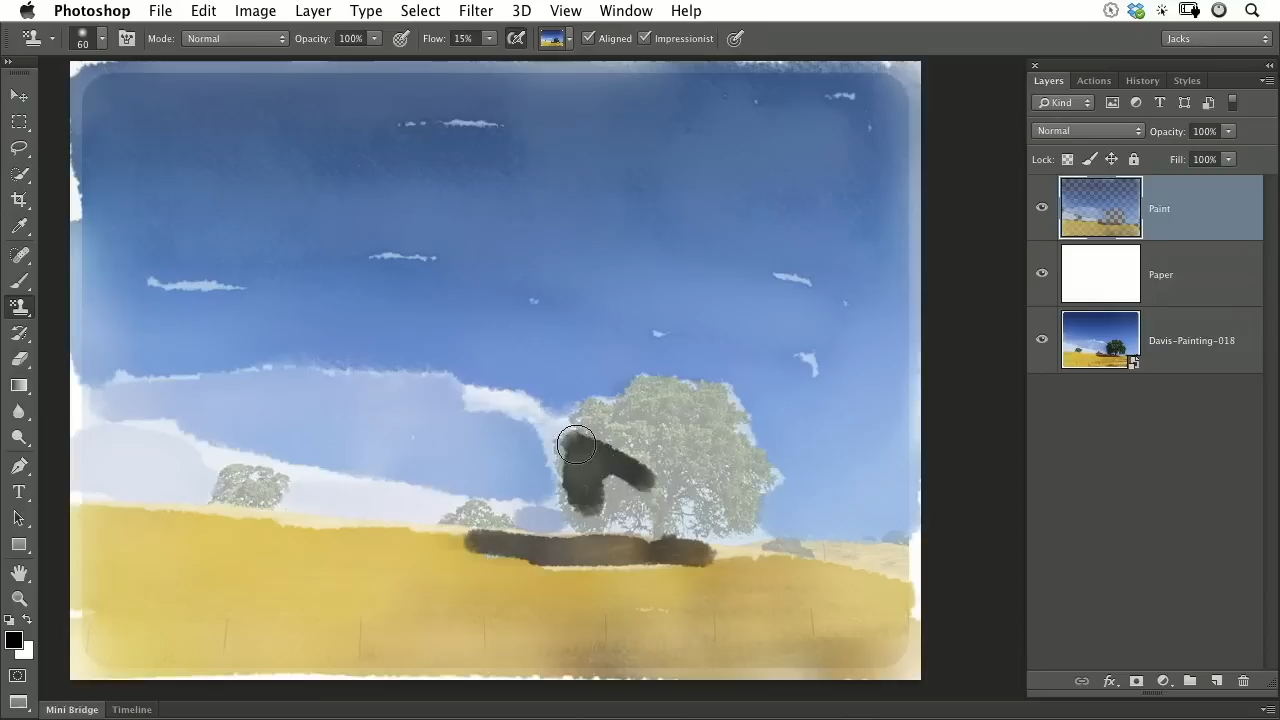 Photoshop File Edit Image Layer Type Select Filter 3D View Window Help
60 Mode: Normal Opacity: 100% Flow: 15% Aligned Impressionist Jacks
Layers Actions History Styles
Kind
Normal Opacity: 100%
Lock: Fill: 100%
Paint
Paper
Davis-Painting-018
T
fx
Mini Bridge Timeline